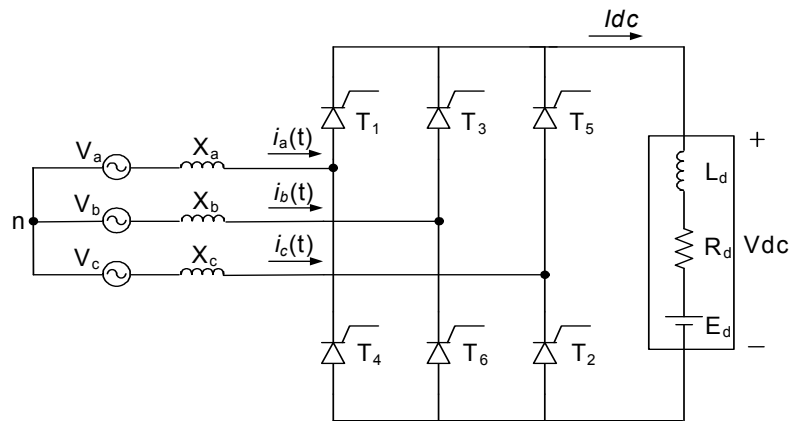 Idc
T1
T3
T5
Va
Xa
ia(t)
n
Vb
Xb
ib(t)
Vc
Xc
ic(t)
T4
T6
T2
+
Ld
Rd
Vdc
Ed
−